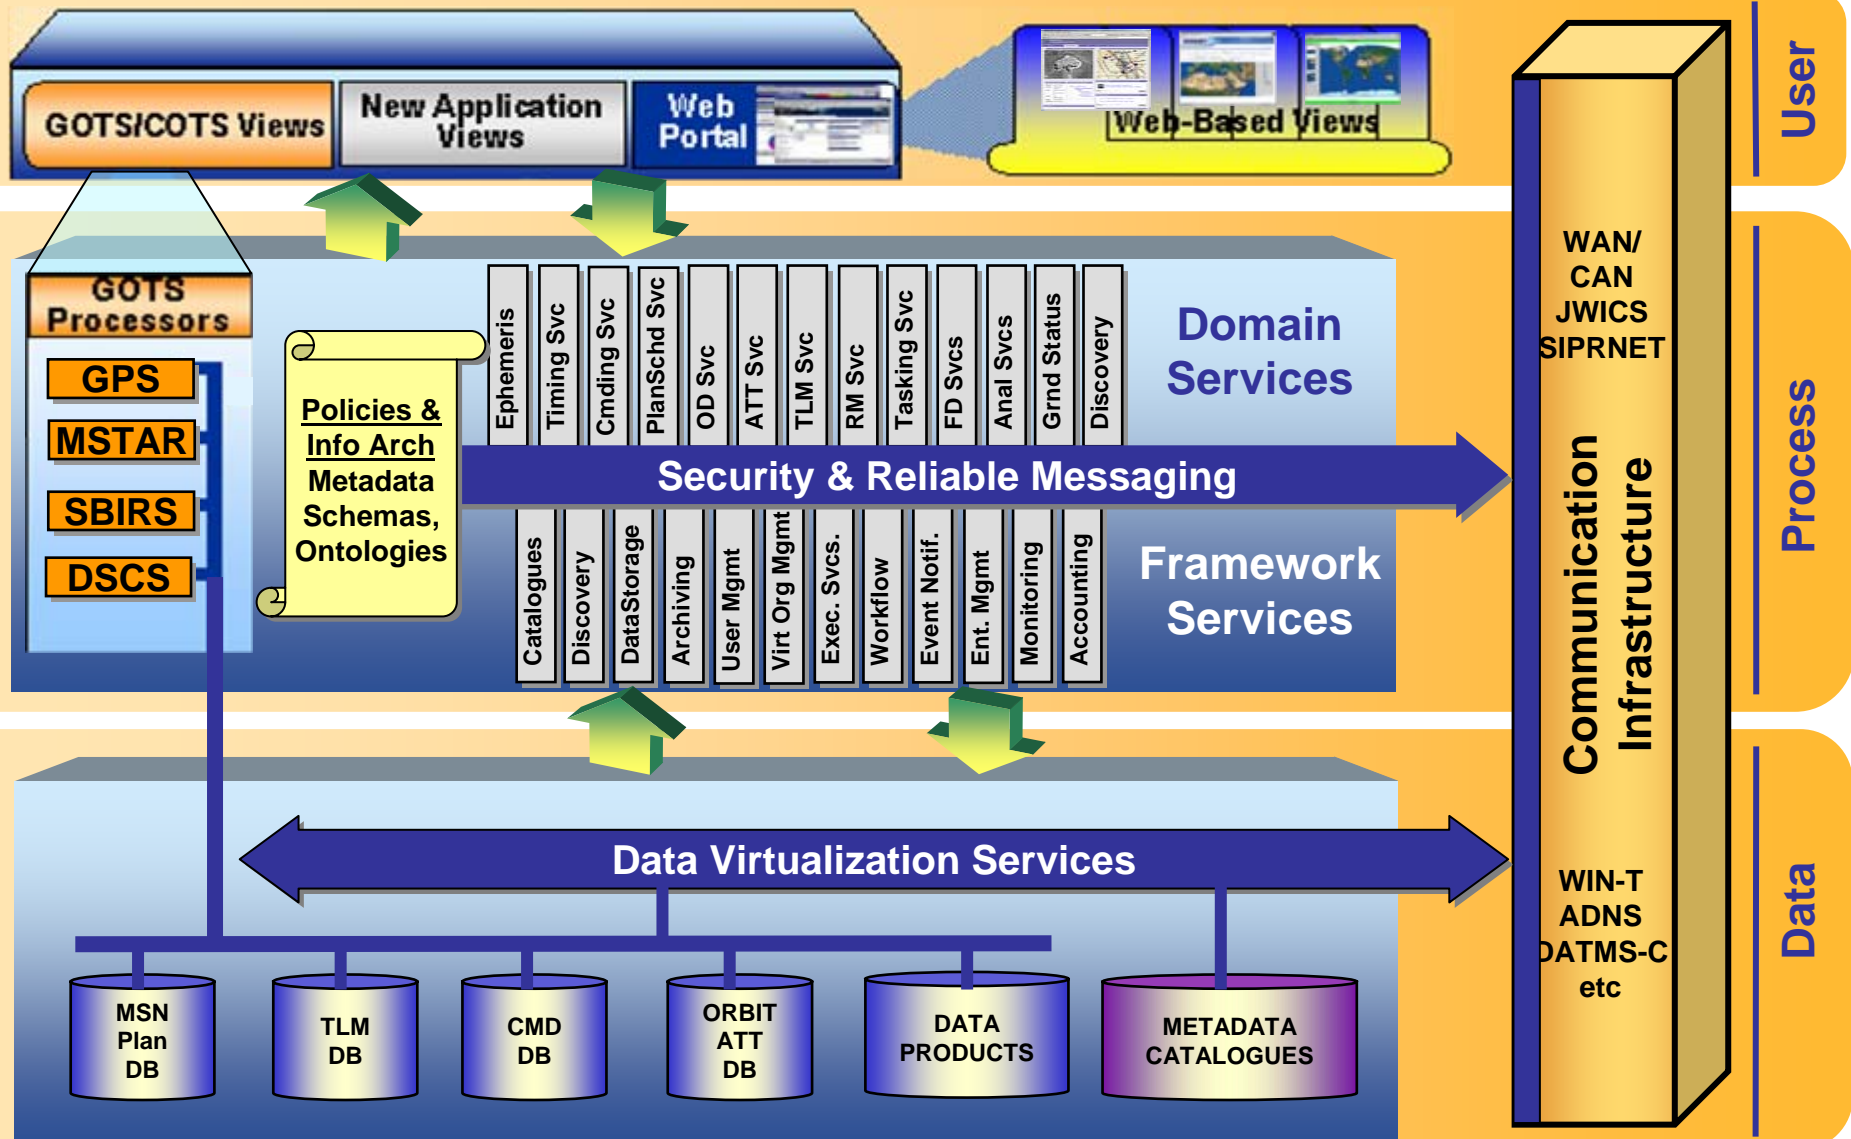 GOTS/COTS Views
New Application
Views
Web
Portal
Web-Based Views
User
GOTS
Processors
GPS
MSTAR
SBIRS
DSCS
Policies &
Info Arch
Metadata
Schemas,
Ontologies
Ephemeris
Timing Svc
Cmding Svc
PlanSchd Svc
OD Svc
ATT Svc
TLM Svc
RM Svc
Tasking Svc
FD Svcs
Anal Svcs
Grnd Status
Discovery
Domain
Services
Security & Reliable Messaging
Catalogues
Discovery
DataStorage
Archiving
User Mgmt
Virt Org Mgmt
Exec. Svcs.
Workflow
Event Notif.
Ent. Mgmt
Monitoring
Accounting
Framework
Services
WAN/
CAN
JWICS
SIPRNET
Communication
Infrastructure
WIN-T
ADNS
DATMS-C
etc
Process
Data Virtualization Services
MSN
Plan
DB
TLM
DB
CMD
DB
ORBIT
ATT
DB
DATA
PRODUCTS
METADATA
CATALOGUES
Data